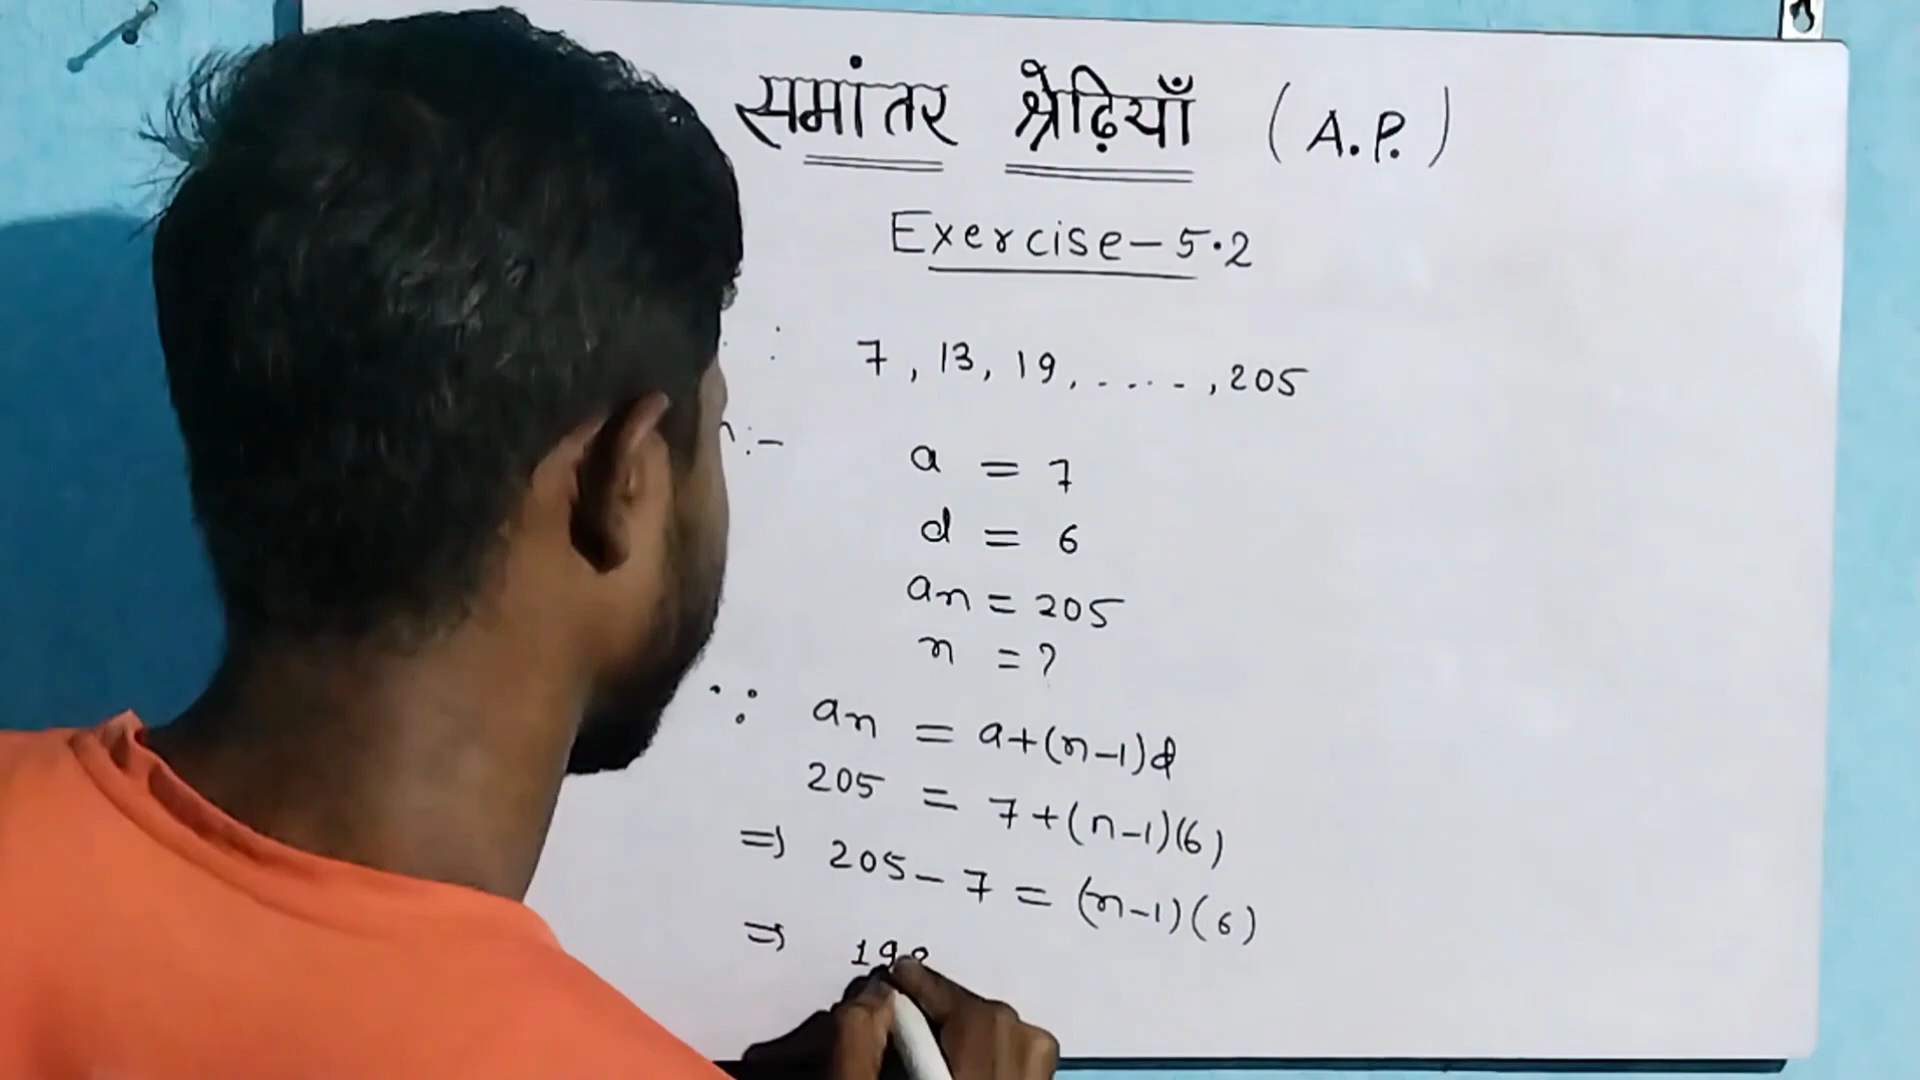 समांतर श्रेढ़ियाँ (A.P.)
Exercise-5.2
7, 13, 19, ....., 205
a = 7
d = 6
an = 205
n = ?
∵ an = a+(n-1)d
205 = 7+(n-1)(6)
⇒ 205-7 = (n-1)(6)
⇒ 198